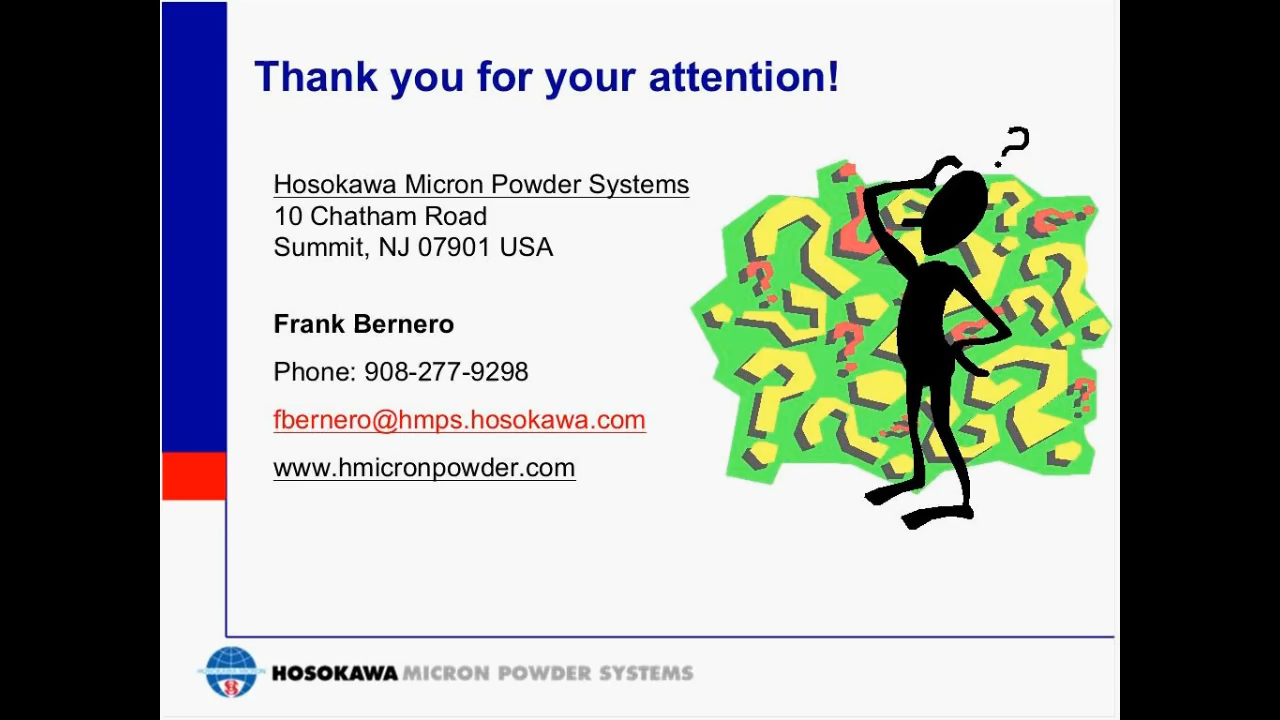 Thank you for your attention!
Hosokawa Micron Powder Systems
10 Chatham Road
Summit, NJ 07901 USA
Frank Bernero
Phone: 908-277-9298
fbernero@hmps.hosokawa.com
www.hmicronpowder.com
?
HOSOKAWA MICRON POWDER SYSTEMS